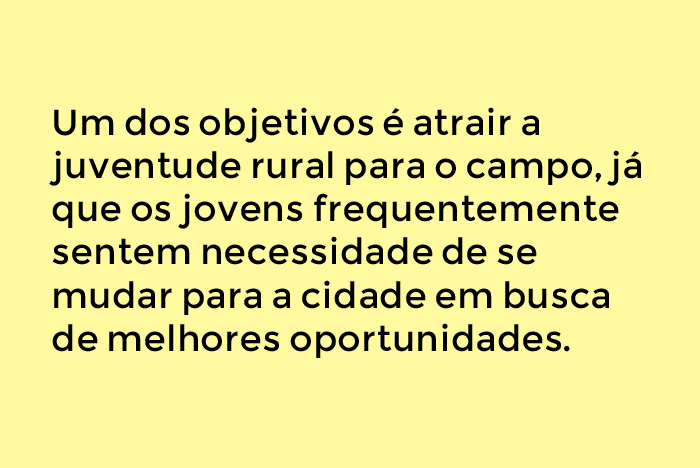 Um dos objetivos é atrair a
juventude rural para o campo, já
que os jovens frequentemente
sentem necessidade de se
mudar para a cidade em busca
de melhores oportunidades.